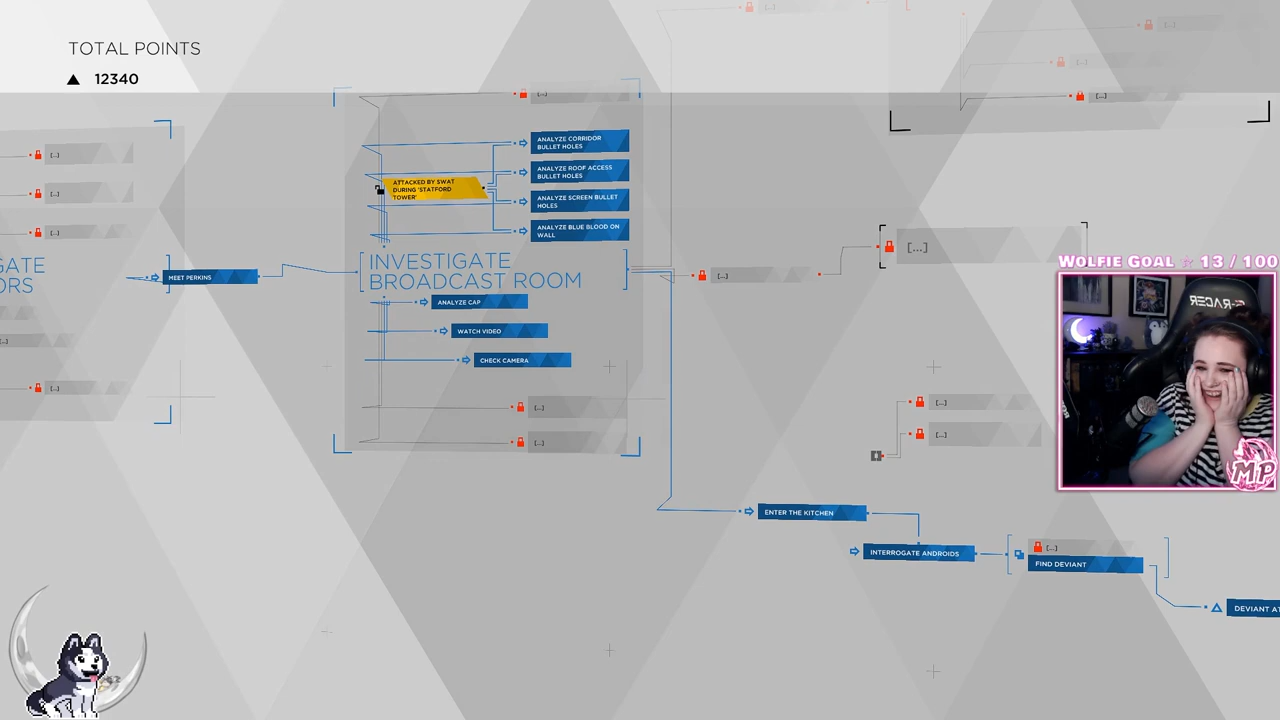 TOTAL POINTS
12340
[...]
[...]
[...]
[...]
[...]
[...]
ANALYZE CORRIDOR
BULLET HOLES
[...]
ANALYZE ROOF ACCESS
BULLET HOLES
ATTACKED BY SWAT
DURING 'STATFORD
TOWER'
[...]
ANALYZE SCREEN BULLET
HOLES
[...]
ANALYZE BLUE BLOOD ON
WALL
[...]
GATE
ORS
MEET PERKINS
INVESTIGATE
BROADCAST ROOM
[...]
WOLFIE GOAL ☆ 13 / 100
ANALYZE CAP
WATCH VIDEO
[...]
CHECK CAMERA
[...]
[...]
[...]
[...]
[...]
MP
ENTER THE KITCHEN
INTERROGATE ANDROIDS
[...]
FIND DEVIANT
DEVIANT AT